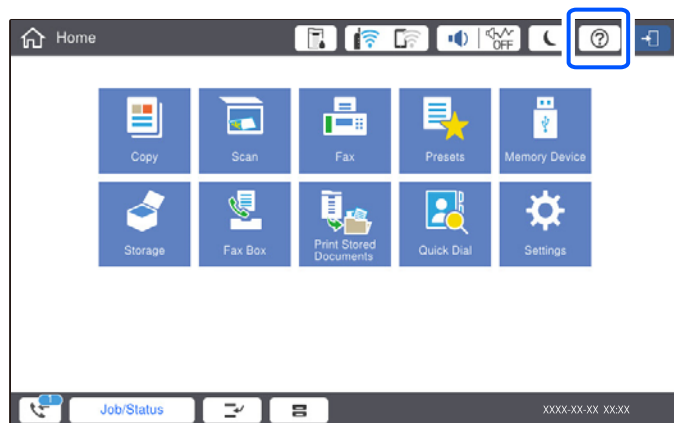 Home
OFF
?
Copy
Scan
Fax
Presets
Memory Device
Storage
Fax Box
Print Stored
Documents
Quick Dial
Settings
1
Job/Status
XXXX-XX-XX XX:XX